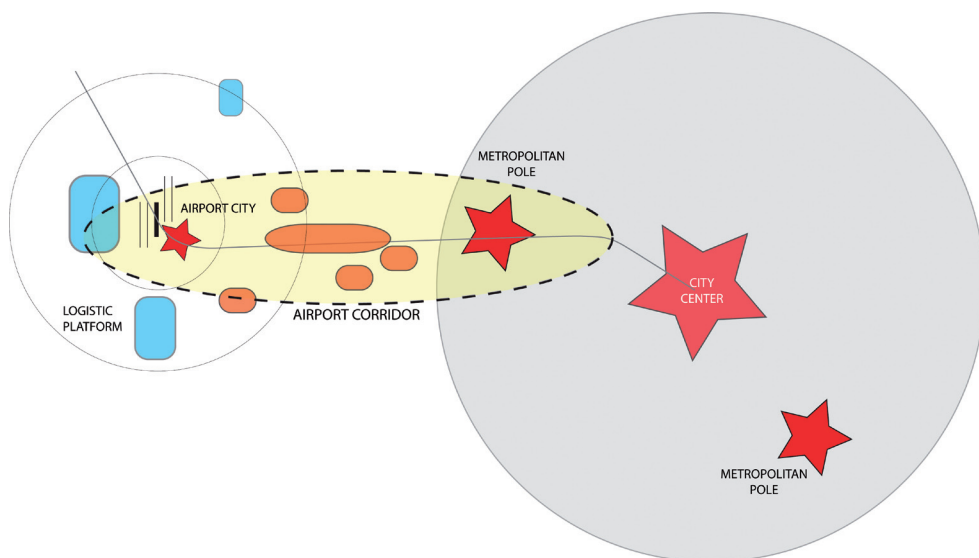 METROPOLITAN
POLE
AIRPORT CITY
CITY
CENTER
LOGISTIC
PLATFORM
AIRPORT CORRIDOR
METROPOLITAN
POLE